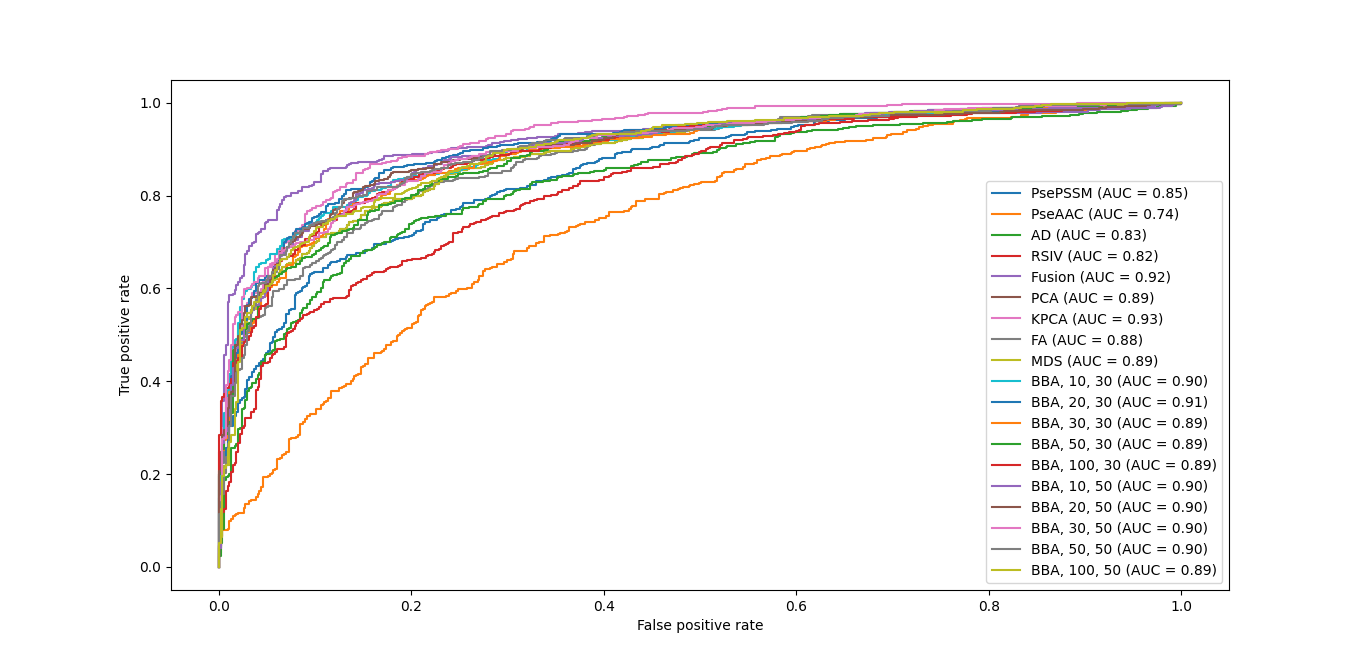 1.0
0.8
0.6
0.4
0.2
0.0
True positive rate
0.0 0.2 0.4 0.6 0.8 1.0
False positive rate
PsePSSM (AUC = 0.85)
PseAAC (AUC = 0.74)
AD (AUC = 0.83)
RSIV (AUC = 0.82)
Fusion (AUC = 0.92)
PCA (AUC = 0.89)
KPCA (AUC = 0.93)
FA (AUC = 0.88)
MDS (AUC = 0.89)
BBA, 10, 30 (AUC = 0.90)
BBA, 20, 30 (AUC = 0.91)
BBA, 30, 30 (AUC = 0.89)
BBA, 50, 30 (AUC = 0.89)
BBA, 100, 30 (AUC = 0.89)
BBA, 10, 50 (AUC = 0.90)
BBA, 20, 50 (AUC = 0.90)
BBA, 30, 50 (AUC = 0.90)
BBA, 50, 50 (AUC = 0.90)
BBA, 100, 50 (AUC = 0.89)